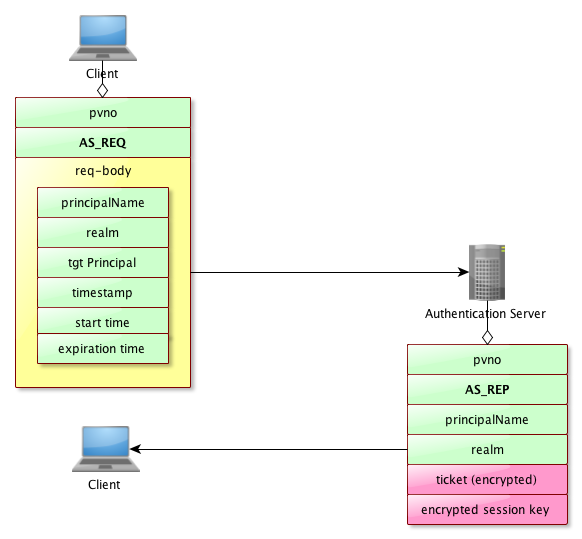 Client
pvno
AS_REQ
req-body
principalName
realm
tgt Principal
timestamp
start time
expiration time
Authentication Server
pvno
AS_REP
principalName
realm
ticket (encrypted)
encrypted session key
Client